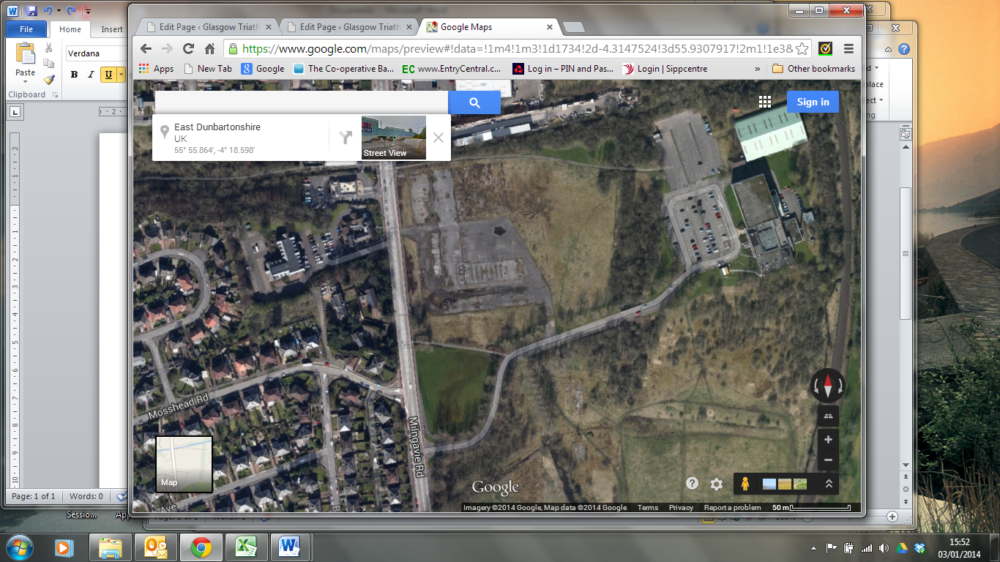 Edit Page ‹ Glasgow Triath
Edit Page ‹ Glasgow Triath
Google Maps
File
Home
Insert
https://www.google.com/maps/preview#!data=!1m4!1m3!1d1734!2d-4.3147524!3d55.9307917!2m1!1e3&
Apps
New Tab
Google
The Co-operative Ba...
EC www.EntryCentral.c...
Log in – PIN and Pas...
Login | Sippcentre
»
Other bookmarks
Paste
Verdana
B I U
Clipboard
Replace
Sign in
East Dunbartonshire
UK
55° 55.864', -4° 18.598'
Street View
Mosshead Rd
Milngavie Rd
Ave
Map
Google
Imagery ©2014 Google, Map data ©2014 Google
Terms
Privacy
Report a problem
50 m
Page: 1 of 1
Words: 0
Sessio...
15:52
03/01/2014